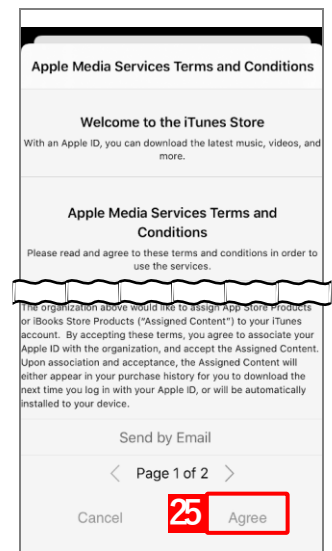 Apple Media Services Terms and Conditions
Welcome to the iTunes Store
With an Apple ID, you can download the latest music, videos, and
more.
Apple Media Services Terms and
Conditions
Please read and agree to these terms and conditions in order to
use the services.
The organization above would like to assign App Store Products
or iBooks Store Products ("Assigned Content") to your iTunes
account. By accepting these terms, you agree to associate your
Apple ID with the organization, and accept the Assigned Content.
Upon association and acceptance, the Assigned Content will
either appear in your purchase history for you to download the
next time you log in with your Apple ID, or will be automatically
installed to your device.
Send by Email
< Page 1 of 2 >
Cancel 25 Agree